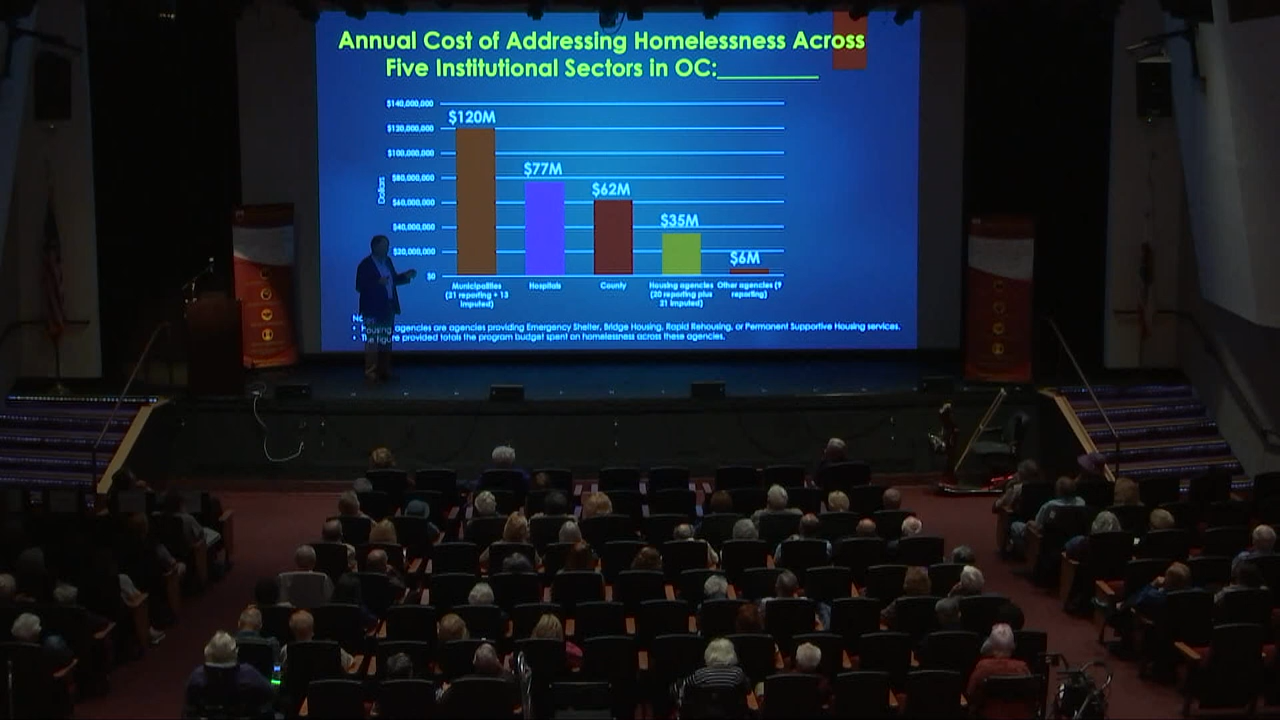 Annual Cost of Addressing Homelessness Across
Five Institutional Sectors in OC:__________
$140,000,000
$120,000,000
$100,000,000
$80,000,000
$60,000,000
$40,000,000
$20,000,000
$0
Dollars
$120M
$77M
$62M
$35M
$6M
Municipalities
(21 reporting + 13
imputed)
Hospitals
County
Housing agencies
(20 reporting plus
21 imputed)
Other agencies (9
reporting)
• Housing agencies are agencies providing Emergency Shelter, Bridge Housing, Rapid Rehousing, or Permanent Supportive Housing services.
• The figure provided totals the program budget spent on homelessness across these agencies.